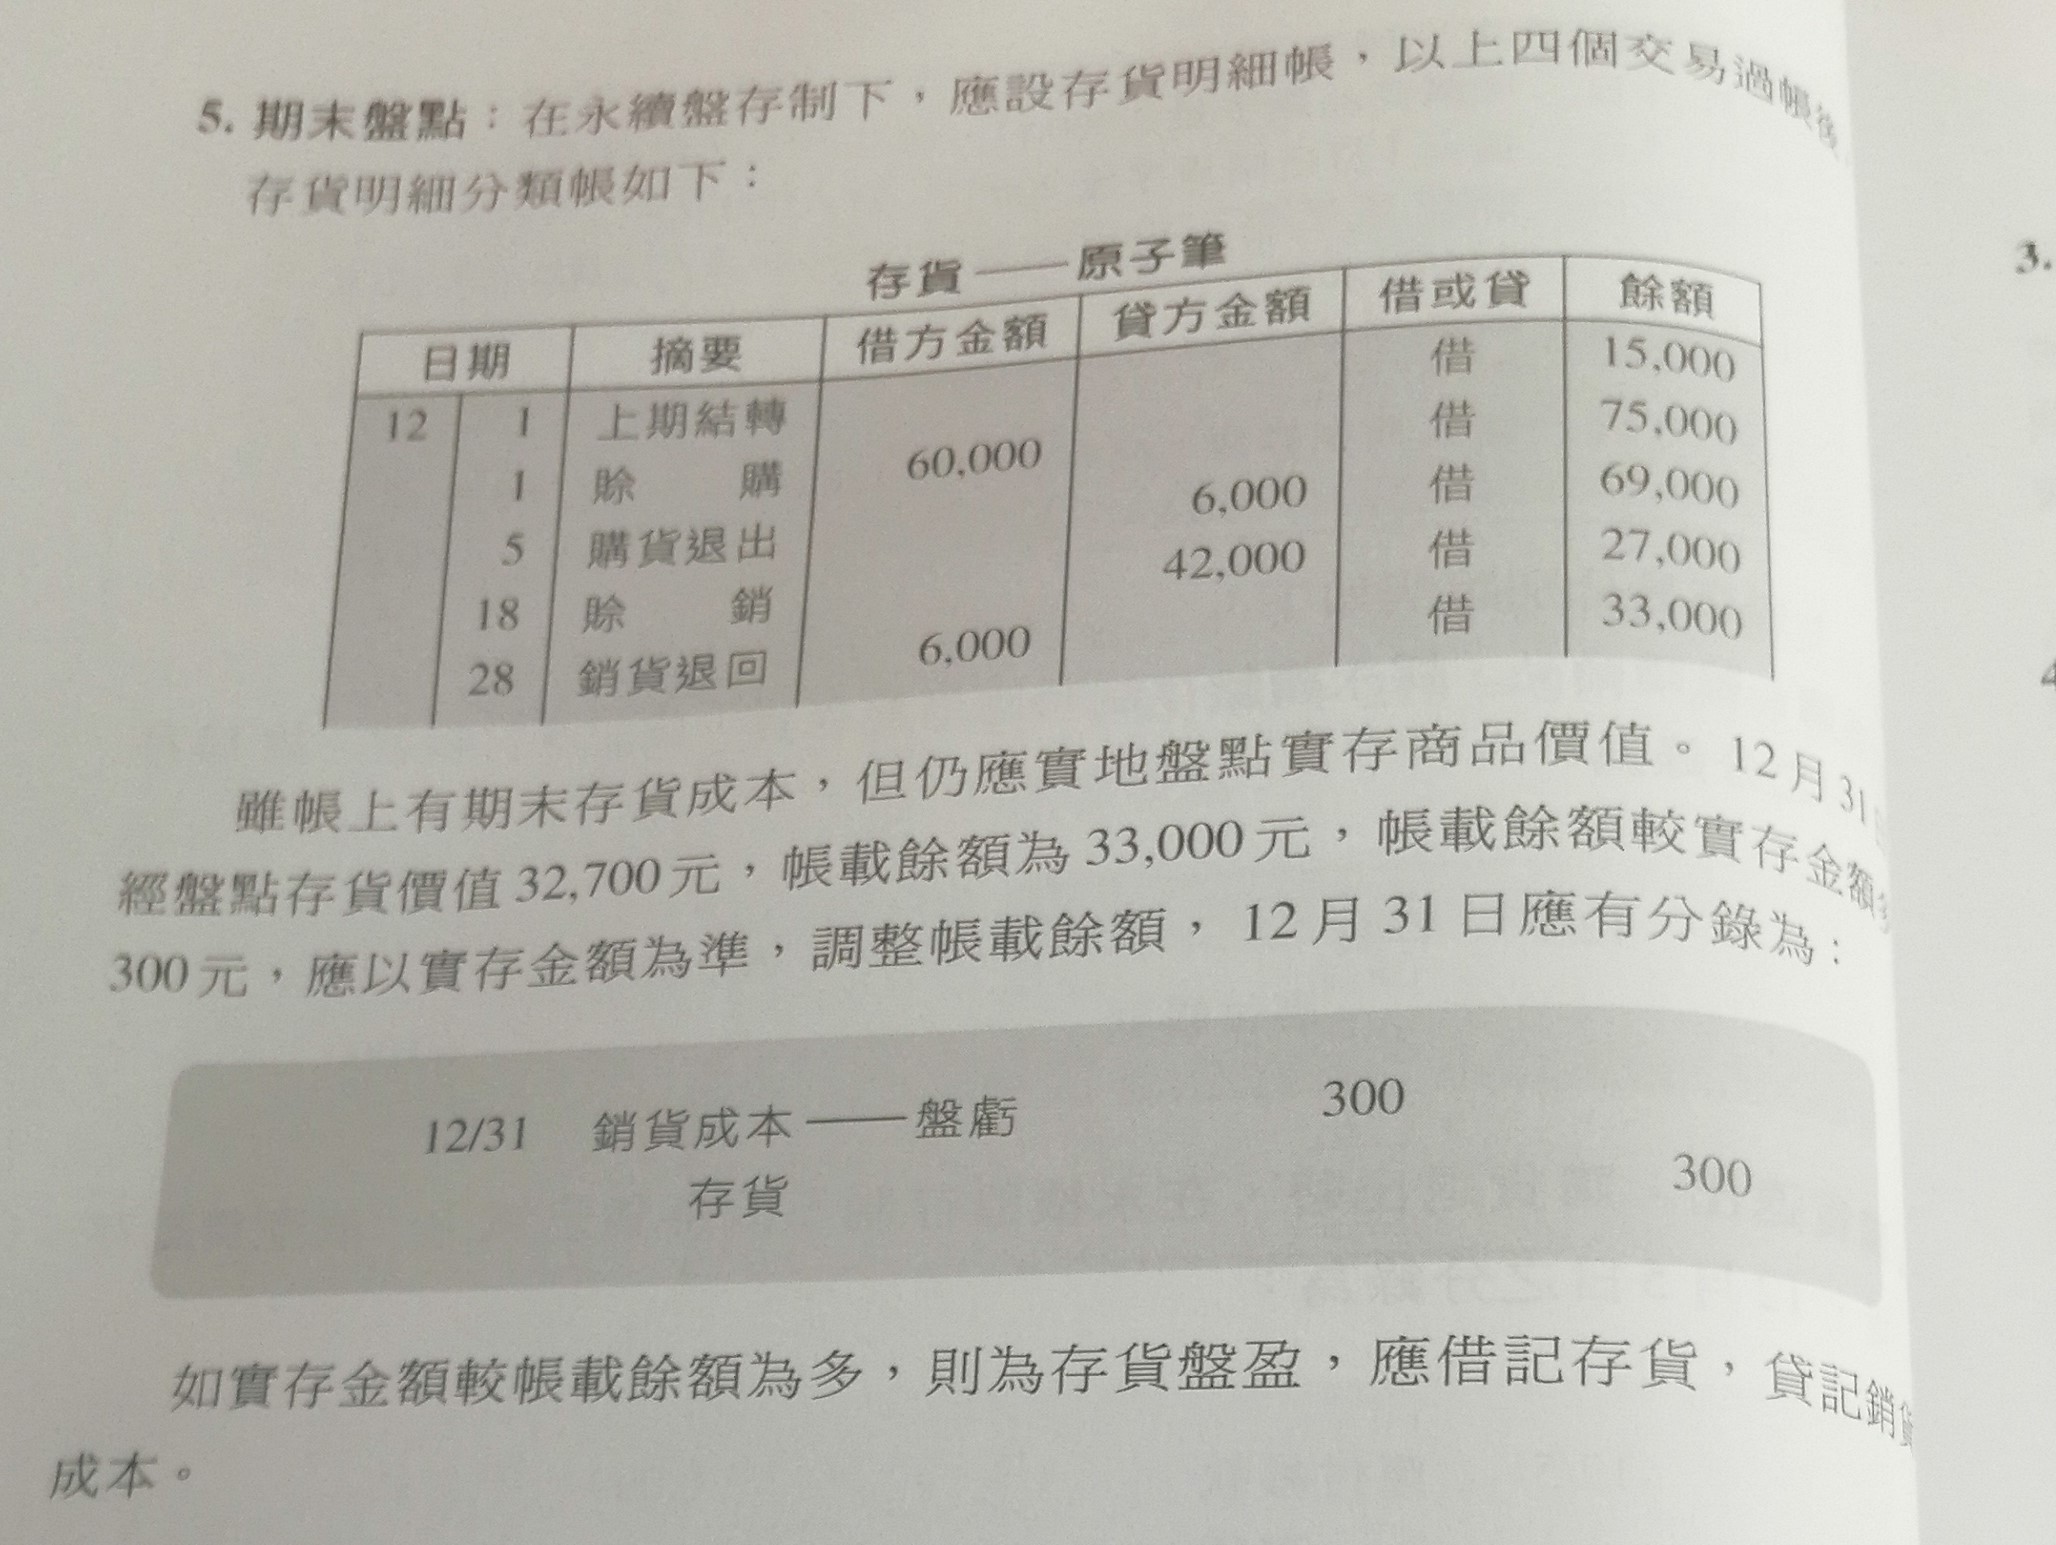 5. 期末盤點：在永續盤存制下，應設存貨明細帳，以上四個交易過帳後
存貨明細分類帳如下：
存貨——原子筆
日期 摘要 借方金額 貸方金額 借或貸 餘額
12 1 上期結轉 借 15,000
1 賒購 60,000 借 75,000
5 購貨退出 6,000 借 69,000
18 賒銷 42,000 借 27,000
28 銷貨退回 6,000 借 33,000
雖帳上有期末存貨成本，但仍應實地盤點實存商品價值。12月31
經盤點存貨價值32,700元，帳載餘額為33,000元，帳載餘額較實存金額
300元，應以實存金額為準，調整帳載餘額，12月31日應有分錄為：
12/31 銷貨成本——盤虧 300
存貨 300
如實存金額較帳載餘額為多，則為存貨盤盈，應借記存貨，貸記銷貨
成本。
3.